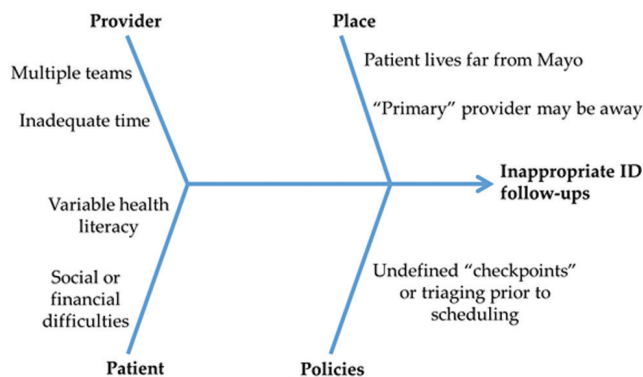 Provider
Place
Multiple teams
Inadequate time
Patient lives far from Mayo
“Primary” provider may be away
Inappropriate ID
follow-ups
Variable health
literacy
Social or
financial
difficulties
Undefined “checkpoints”
or triaging prior to
scheduling
Patient
Policies